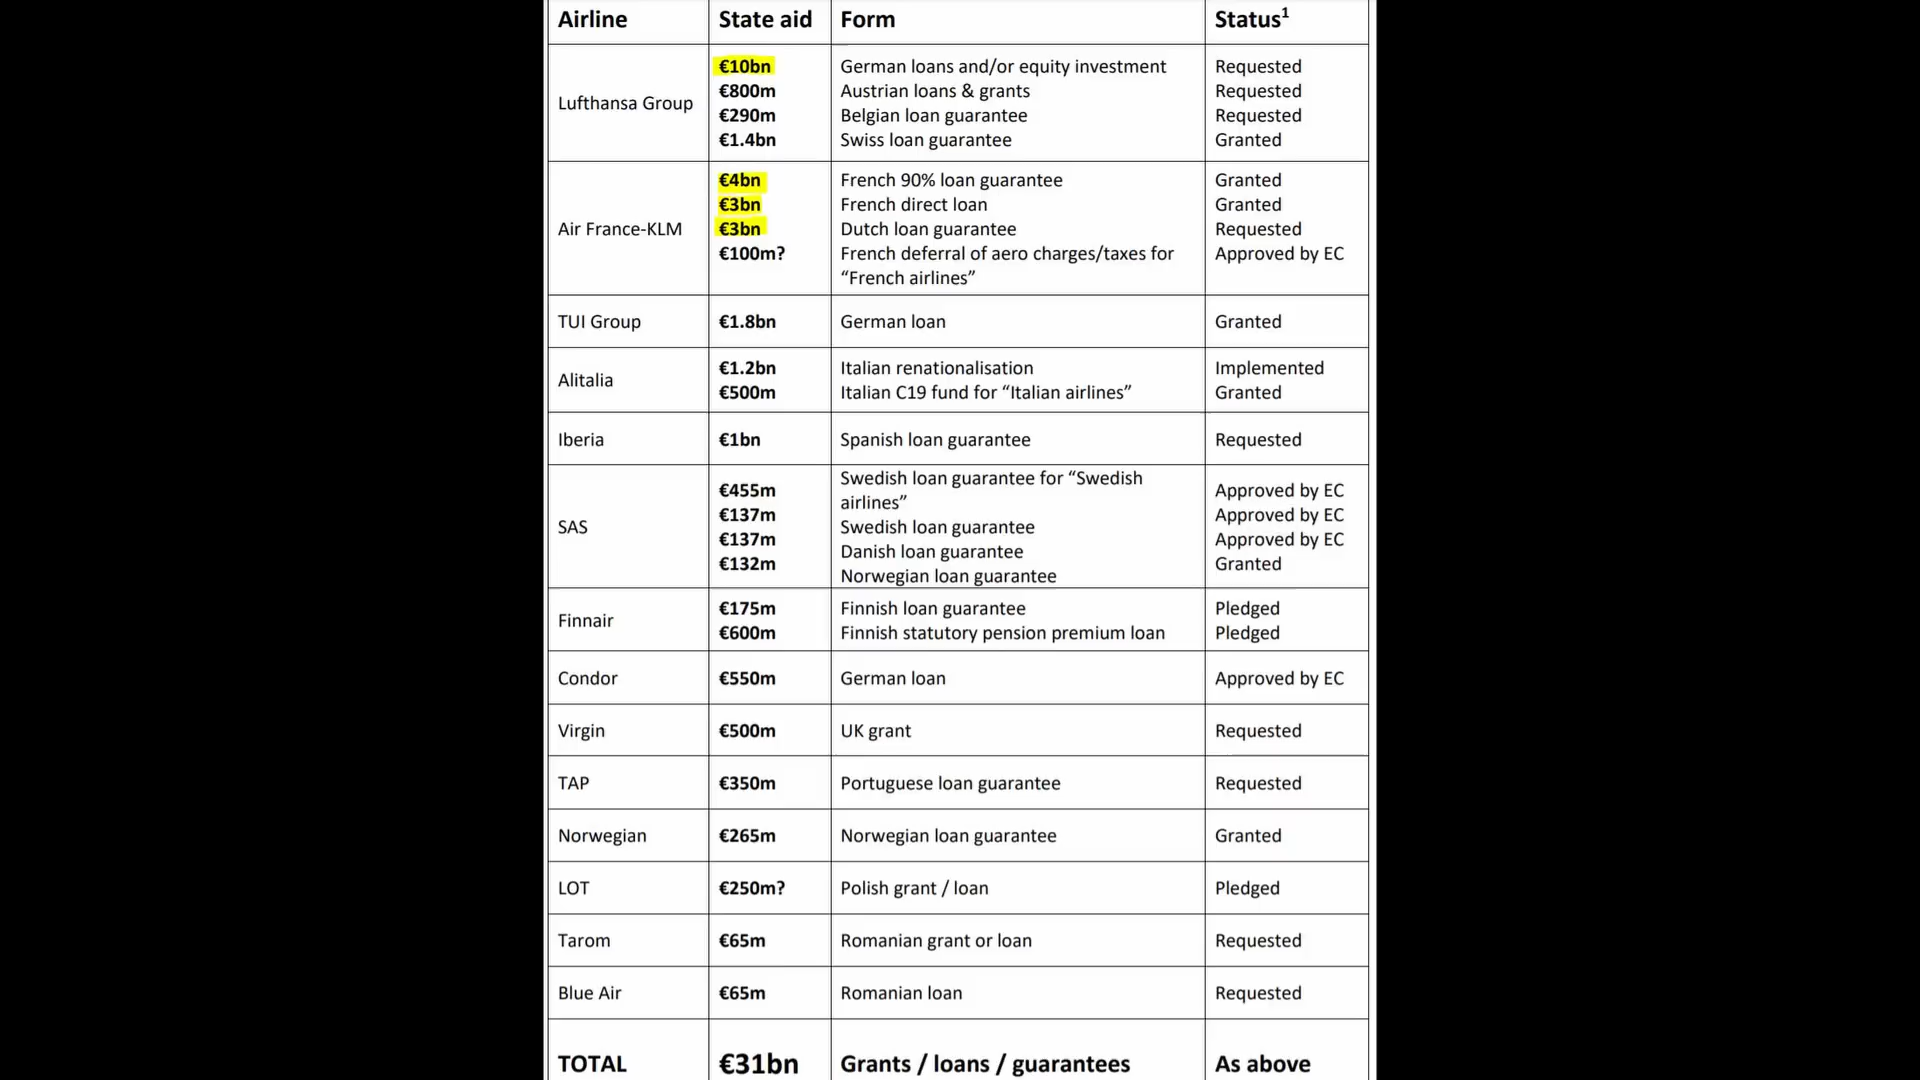 Airline State aid Form Status1
Lufthansa Group
€10bn German loans and/or equity investment Requested
€800m Austrian loans & grants Requested
€290m Belgian loan guarantee Requested
€1.4bn Swiss loan guarantee Granted
Air France-KLM
€4bn French 90% loan guarantee Granted
€3bn French direct loan Granted
€3bn Dutch loan guarantee Requested
€100m? French deferral of aero charges/taxes for Approved by EC
“French airlines”
TUI Group €1.8bn German loan Granted
Alitalia
€1.2bn Italian renationalisation Implemented
€500m Italian C19 fund for “Italian airlines” Granted
Iberia €1bn Spanish loan guarantee Requested
SAS
€455m
€137m
€137m
€132m
Swedish loan guarantee for “Swedish
airlines”
Swedish loan guarantee
Danish loan guarantee
Norwegian loan guarantee
Approved by EC
Approved by EC
Approved by EC
Granted
Finnair
€175m Finnish loan guarantee Pledged
€600m Finnish statutory pension premium loan Pledged
Condor €550m German loan Approved by EC
Virgin €500m UK grant Requested
TAP €350m Portuguese loan guarantee Requested
Norwegian €265m Norwegian loan guarantee Granted
LOT €250m? Polish grant / loan Pledged
Tarom €65m Romanian grant or loan Requested
Blue Air €65m Romanian loan Requested
TOTAL €31bn Grants / loans / guarantees As above